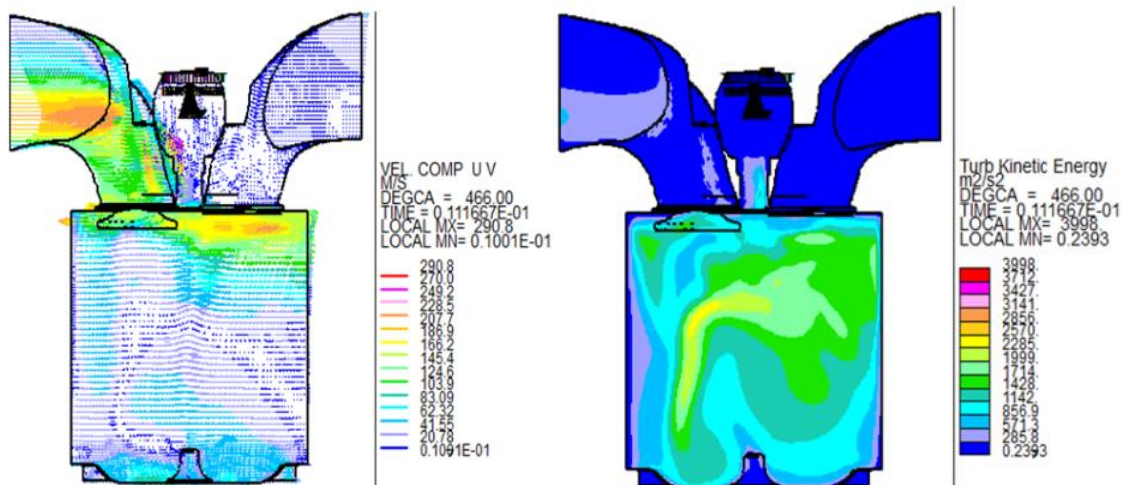 VEL. COMP U V
M/S
DEGCA = 466.00
TIME = 0.111667E-01
LOCAL MX= 290.8
LOCAL MN= 0.1001E-01
290.8
270.0
249.2
228.5
207.7
186.9
166.2
145.4
124.6
103.9
83.09
62.32
41.55
20.78
0.1001E-01
Turb Kinetic Energy
m2/s2
DEGCA = 466.00
TIME = 0.111667E-01
LOCAL MX= 3998.
LOCAL MN= 0.2393
3998.
3712.
3427.
3141.
2856.
2570.
2285.
1999.
1714.
1428.
1142.
856.9
571.3
285.8
0.2393